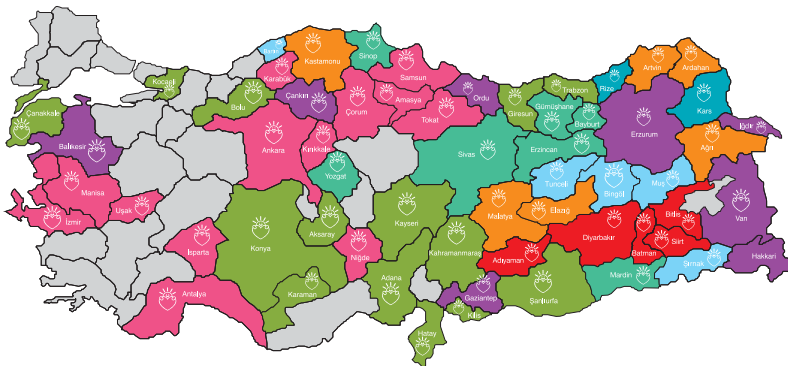 Bartın
Kastamonu
Sinop
Karabük
Samsun
Artvin
Ardahan
Kocaeli
Çankırı
Amasya
Ordu
Trabzon
Rize
Çanakkale
Bolu
Çorum
Tokat
Giresun
Gümüşhane
Bayburt
Kars
Balıkesir
Ankara
Kırıkkale
Erzurum
Iğdır
Yozgat
Sivas
Erzincan
Ağrı
Manisa
Tunceli
Bingöl
Muş
İzmir
Uşak
Konya
Aksaray
Kayseri
Malatya
Elazığ
Bitlis
Van
Isparta
Niğde
Kahramanmaraş
Adıyaman
Diyarbakır
Batman
Siirt
Hakkari
Antalya
Karaman
Adana
Gaziantep
Şanlıurfa
Mardin
Şırnak
Kilis
Hatay